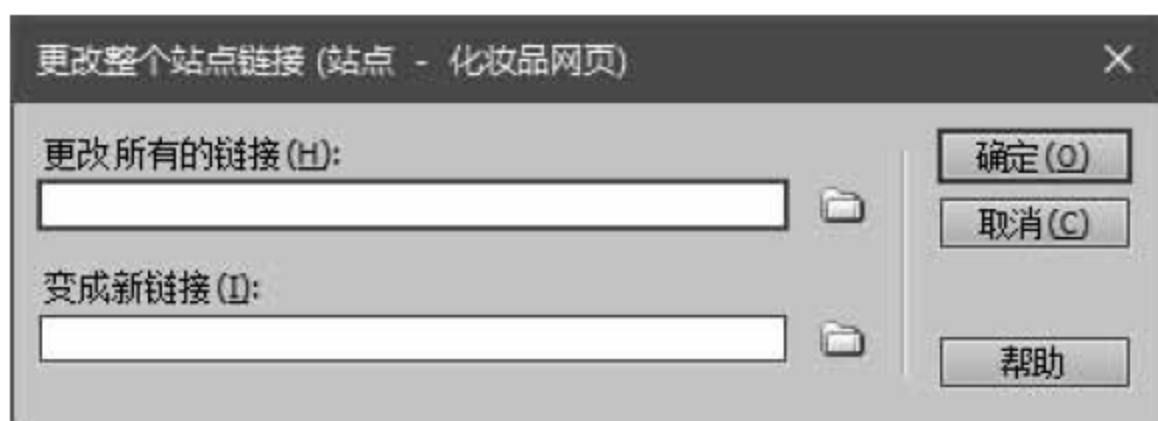 更改整个站点链接 (站点 - 化妆品网页)
更改所有的链接(H):
确定(O)
取消(C)
变成新链接(I):
帮助